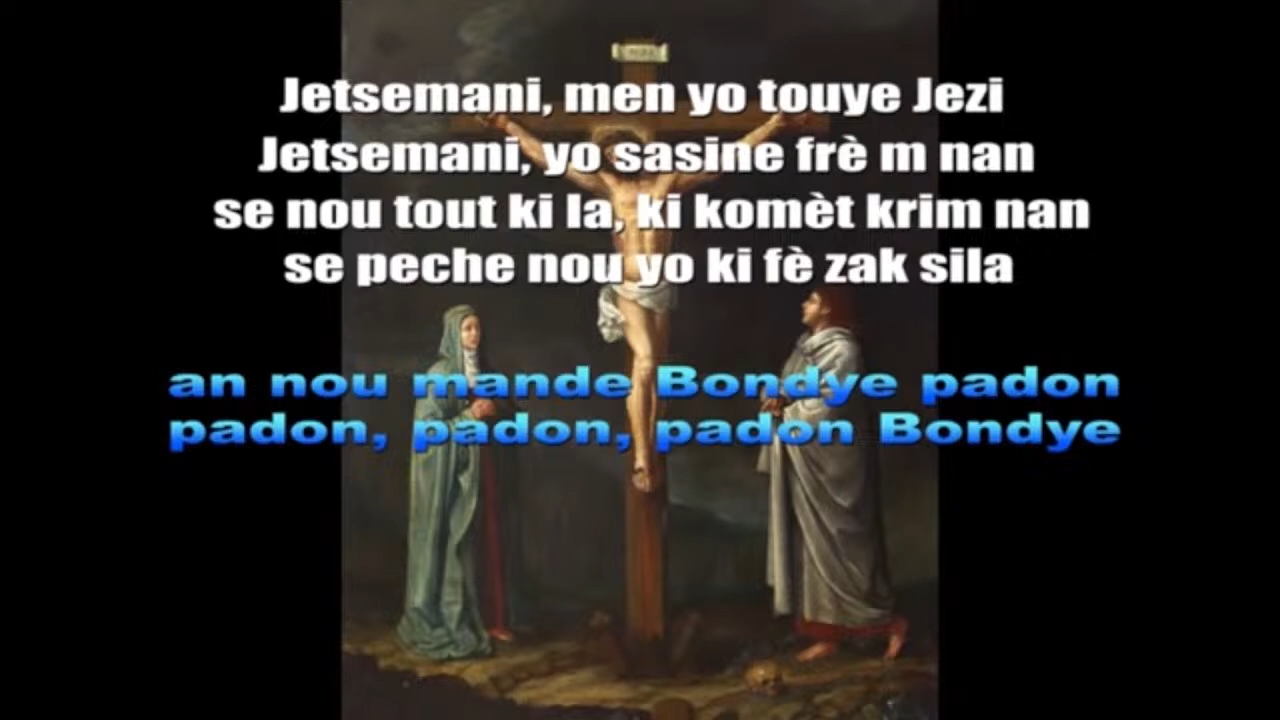 Jetsemani, men yo touye Jezi
Jetsemani, yo sasine frè m nan
se nou tout ki la, ki komèt krim nan
se peche nou yo ki fè zak sila
an nou mande Bondye padon
padon, padon, padon Bondye